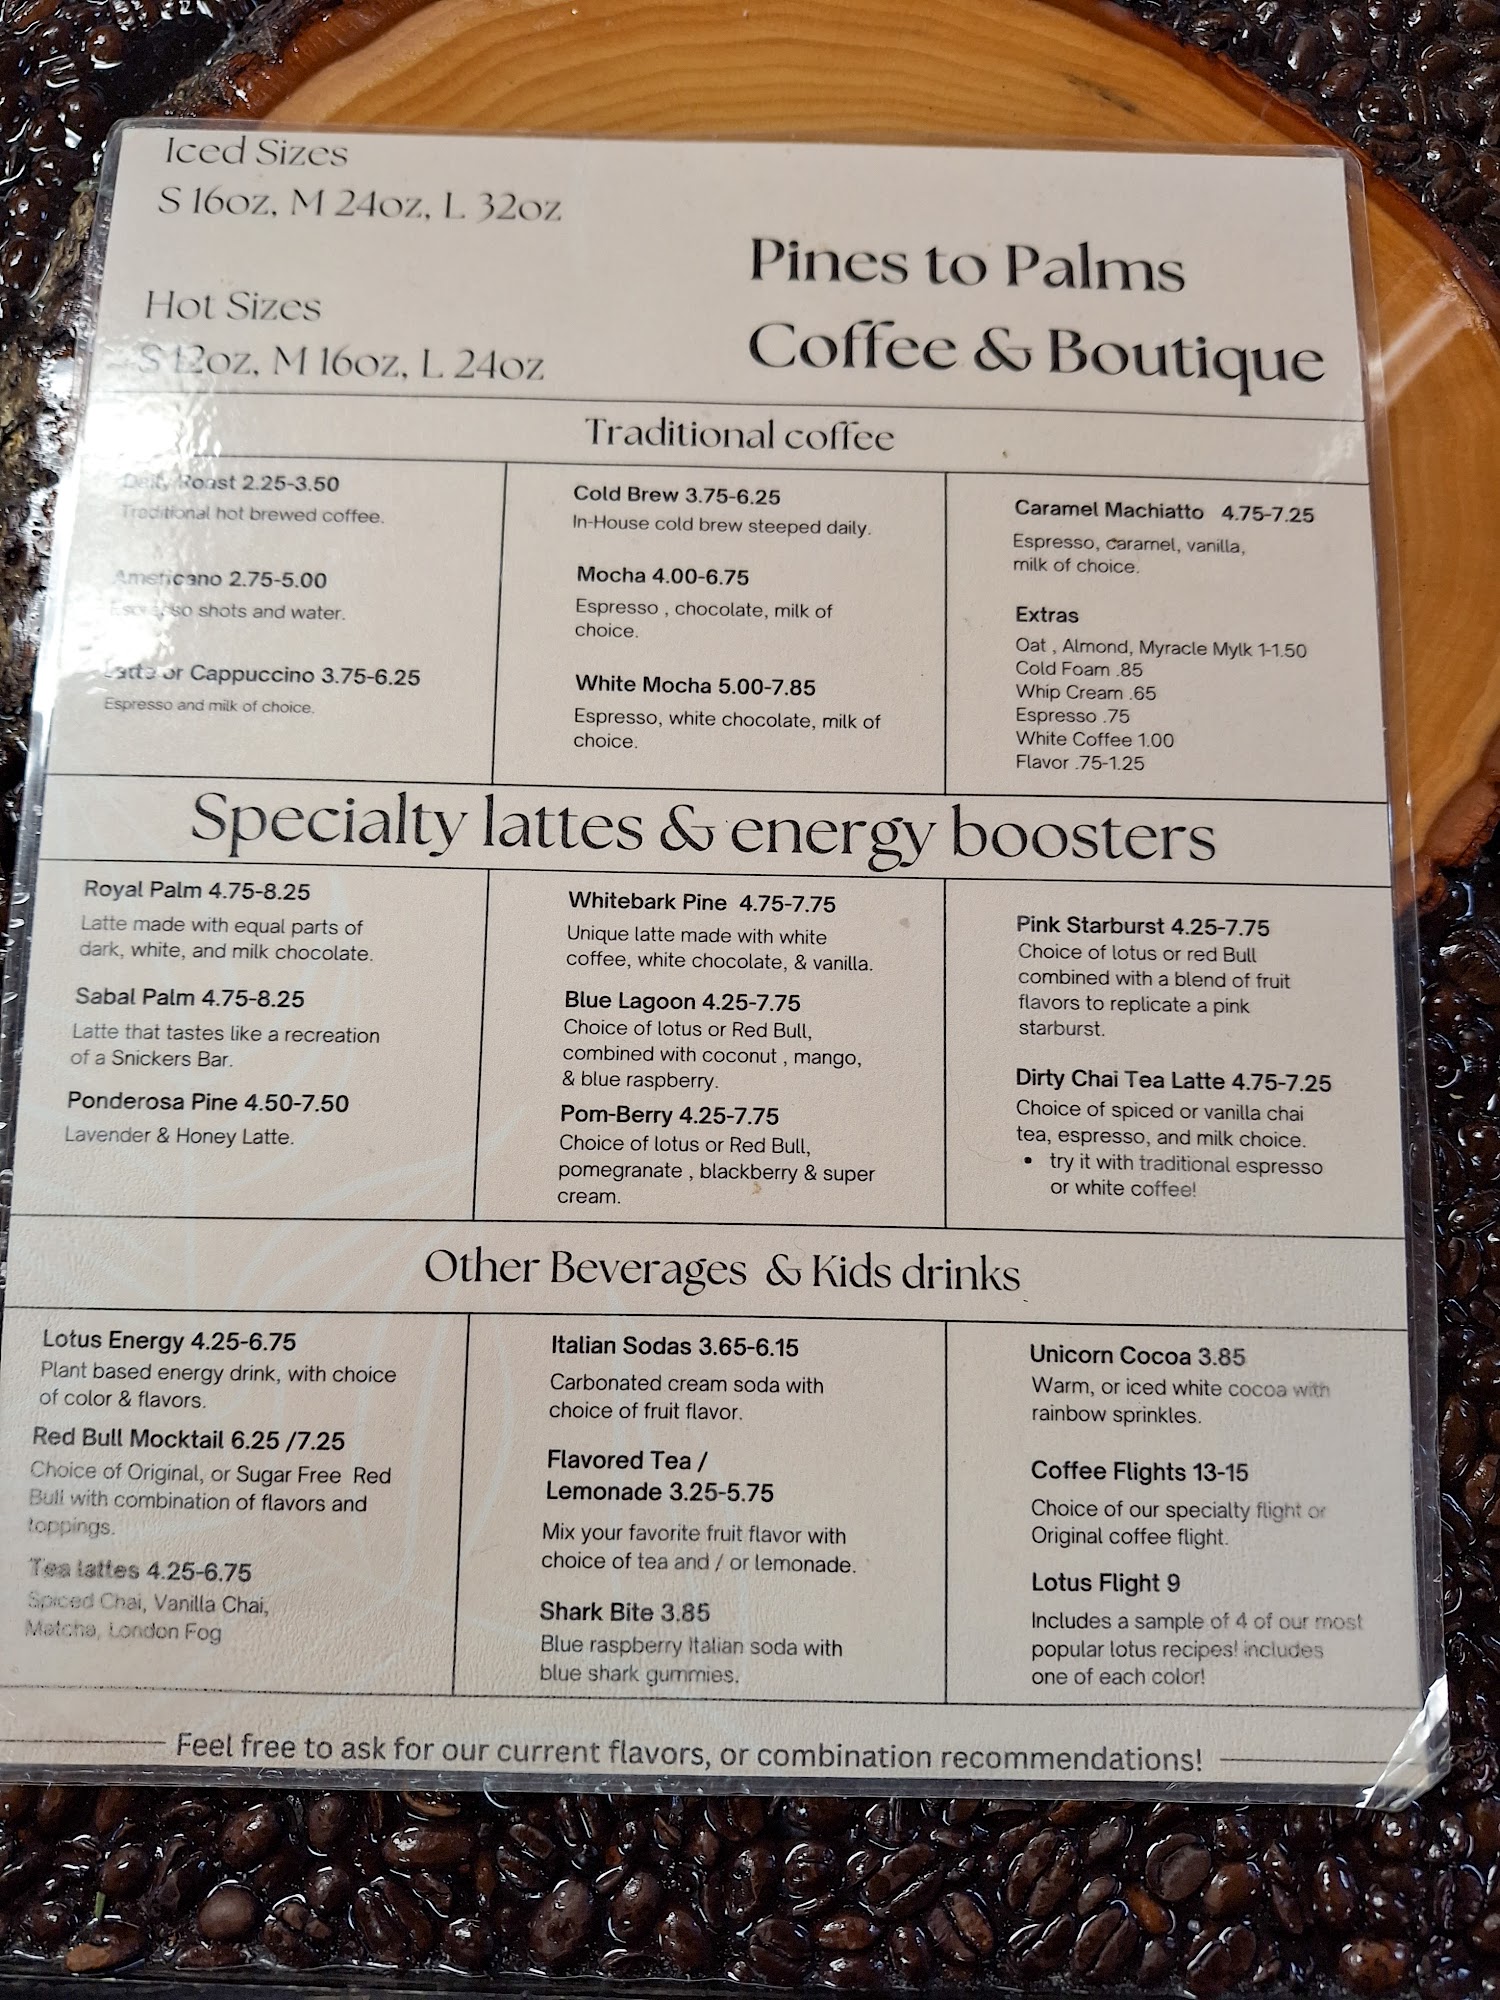 Iced Sizes
S 16oz, M 24oz, L 32oz
Hot Sizes
S 12oz, M 16oz, L 24oz
Pines to Palms
Coffee & Boutique
Traditional coffee
Daily Roast 2.25-3.50
Traditional hot brewed coffee.
Americano 2.75-5.00
Espresso shots and water.
Latte or Cappuccino 3.75-6.25
Espresso and milk of choice.
Cold Brew 3.75-6.25
In-House cold brew steeped daily.
Mocha 4.00-6.75
Espresso , chocolate, milk of
choice.
White Mocha 5.00-7.85
Espresso, white chocolate, milk of
choice.
Caramel Machiatto 4.75-7.25
Espresso, caramel, vanilla,
milk of choice.
Extras
Oat , Almond, Myracle Mylk 1-1.50
Cold Foam .85
Whip Cream .65
Espresso .75
White Coffee 1.00
Flavor .75-1.25
Specialty lattes & energy boosters
Royal Palm 4.75-8.25
Latte made with equal parts of
dark, white, and milk chocolate.
Sabal Palm 4.75-8.25
Latte that tastes like a recreation
of a Snickers Bar.
Ponderosa Pine 4.50-7.50
Lavender & Honey Latte.
Whitebark Pine 4.75-7.75
Unique latte made with white
coffee, white chocolate, & vanilla.
Blue Lagoon 4.25-7.75
Choice of lotus or Red Bull,
combined with coconut , mango,
& blue raspberry.
Pom-Berry 4.25-7.75
Choice of lotus or Red Bull,
pomegranate , blackberry & super
cream.
Pink Starburst 4.25-7.75
Choice of lotus or red Bull
combined with a blend of fruit
flavors to replicate a pink
starburst.
Dirty Chai Tea Latte 4.75-7.25
Choice of spiced or vanilla chai
tea, espresso, and milk choice.
• try it with traditional espresso
or white coffee!
Other Beverages & Kids drinks
Lotus Energy 4.25-6.75
Plant based energy drink, with choice
of color & flavors.
Red Bull Mocktail 6.25 /7.25
Choice of Original, or Sugar Free Red
Bull with combination of flavors and
toppings.
Tea lattes 4.25-6.75
Spiced Chai, Vanilla Chai,
Matcha, London Fog
Italian Sodas 3.65-6.15
Carbonated cream soda with
choice of fruit flavor.
Flavored Tea /
Lemonade 3.25-5.75
Mix your favorite fruit flavor with
choice of tea and / or lemonade.
Shark Bite 3.85
Blue raspberry Italian soda with
blue shark gummies.
Unicorn Cocoa 3.85
Warm, or iced white cocoa with
rainbow sprinkles.
Coffee Flights 13-15
Choice of our specialty flight or
Original coffee flight.
Lotus Flight 9
Includes a sample of 4 of our most
popular lotus recipes! includes
one of each color!
Feel free to ask for our current flavors, or combination recommendations!